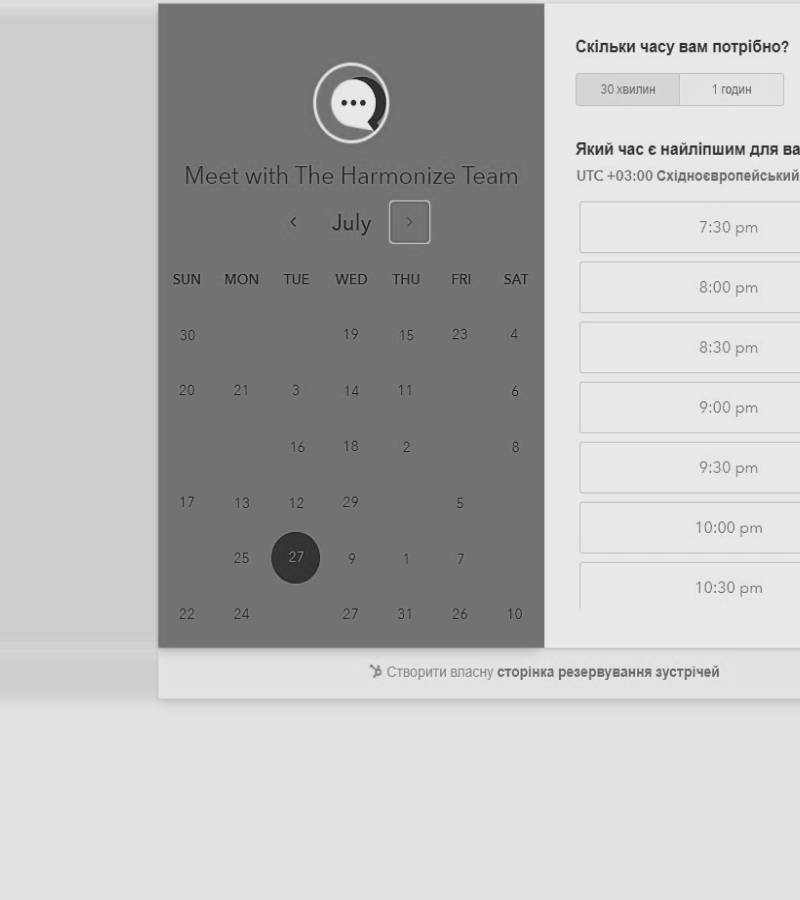 Meet with The Harmonize Team
July
SUN MON TUE WED THU FRI SAT
30 19 15 23 4
20 21 3 14 11 6
16 18 2 8
17 13 12 29 5
25 27 9 1 7
22 24 27 31 26 10
Скільки часу вам потрібно?
30 хвилин 1 годин
Який час є найліпшим для ва
UTC +03:00 Східноєвропейський
7:30 pm
8:00 pm
8:30 pm
9:00 pm
9:30 pm
10:00 pm
10:30 pm
Створити власну сторінка резервування зустрічей